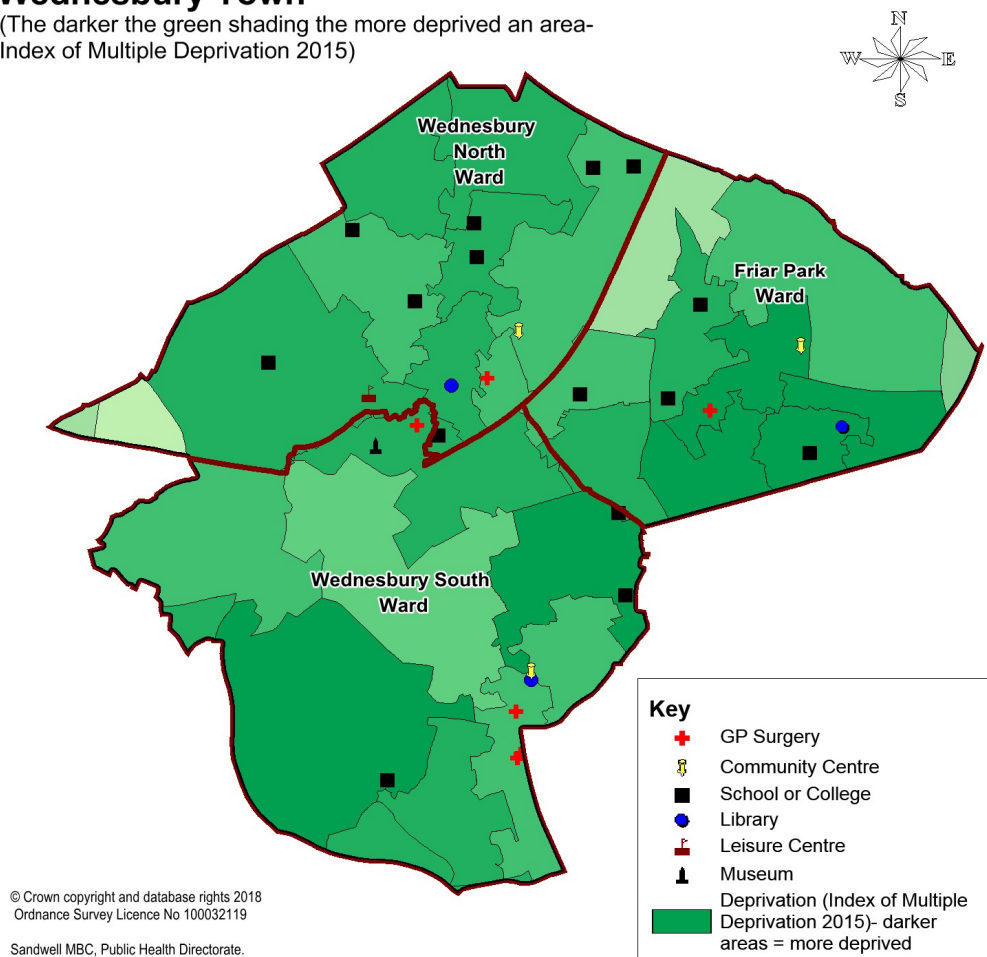 Wednesbury Town
(The darker the green shading the more deprived an area-
Index of Multiple Deprivation 2015)
N
W
E
S
Wednesbury
North
Ward
Friar Park
Ward
Wednesbury South
Ward
Key
GP Surgery
Community Centre
School or College
Library
Leisure Centre
Museum
Deprivation (Index of Multiple
Deprivation 2015)- darker
areas = more deprived
© Crown copyright and database rights 2018
Ordnance Survey Licence No 100032119
Sandwell MBC, Public Health Directorate.